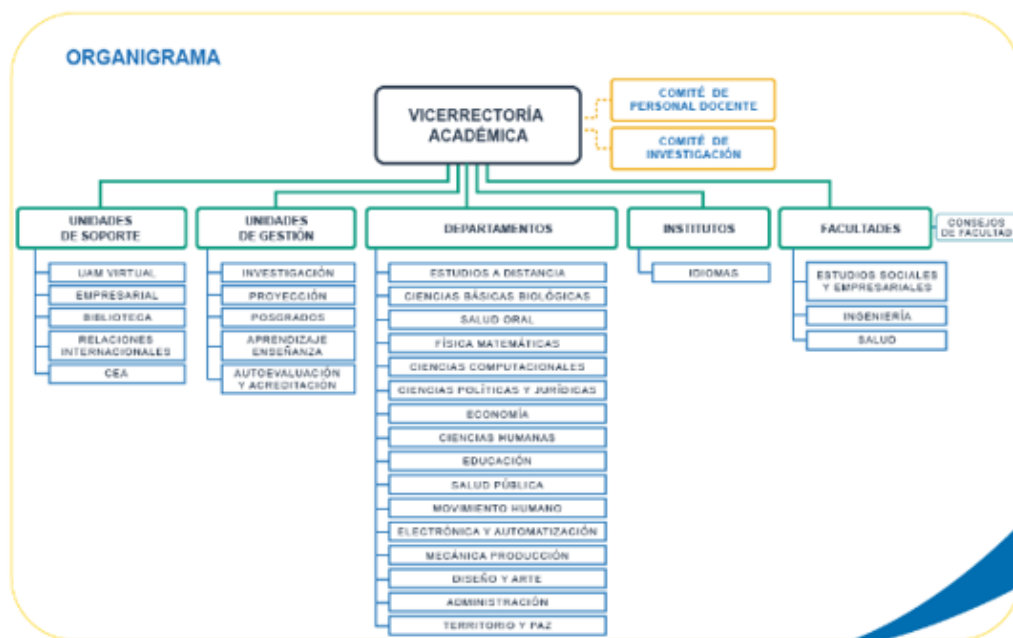 ORGANIGRAMA
VICERRECTORÍA
ACADÉMICA
COMITÉ DE
PERSONAL DOCENTE
COMITÉ DE
INVESTIGACIÓN
UNIDADES
DE SOPORTE
UAM VIRTUAL
EMPRESARIAL
BIBLIOTECA
RELACIONES
INTERNACIONALES
CEA
UNIDADES
DE GESTIÓN
INVESTIGACIÓN
PROYECCIÓN
POSGRADOS
APRENDIZAJE
ENSEÑANZA
AUTOEVALUACIÓN
Y ACREDITACIÓN
DEPARTAMENTOS
ESTUDIOS A DISTANCIA
CIENCIAS BÁSICAS BIOLÓGICAS
SALUD ORAL
FÍSICA MATEMÁTICAS
CIENCIAS COMPUTACIONALES
CIENCIAS POLÍTICAS Y JURÍDICAS
ECONOMÍA
CIENCIAS HUMANAS
EDUCACIÓN
SALUD PÚBLICA
MOVIMIENTO HUMANO
ELECTRÓNICA Y AUTOMATIZACIÓN
MECÁNICA PRODUCCIÓN
DISEÑO Y ARTE
ADMINISTRACIÓN
TERRITORIO Y PAZ
INSTITUTOS
IDIOMAS
FACULTADES
ESTUDIOS SOCIALES
Y EMPRESARIALES
INGENIERÍA
SALUD
CONSEJOS
DE FACULTAD